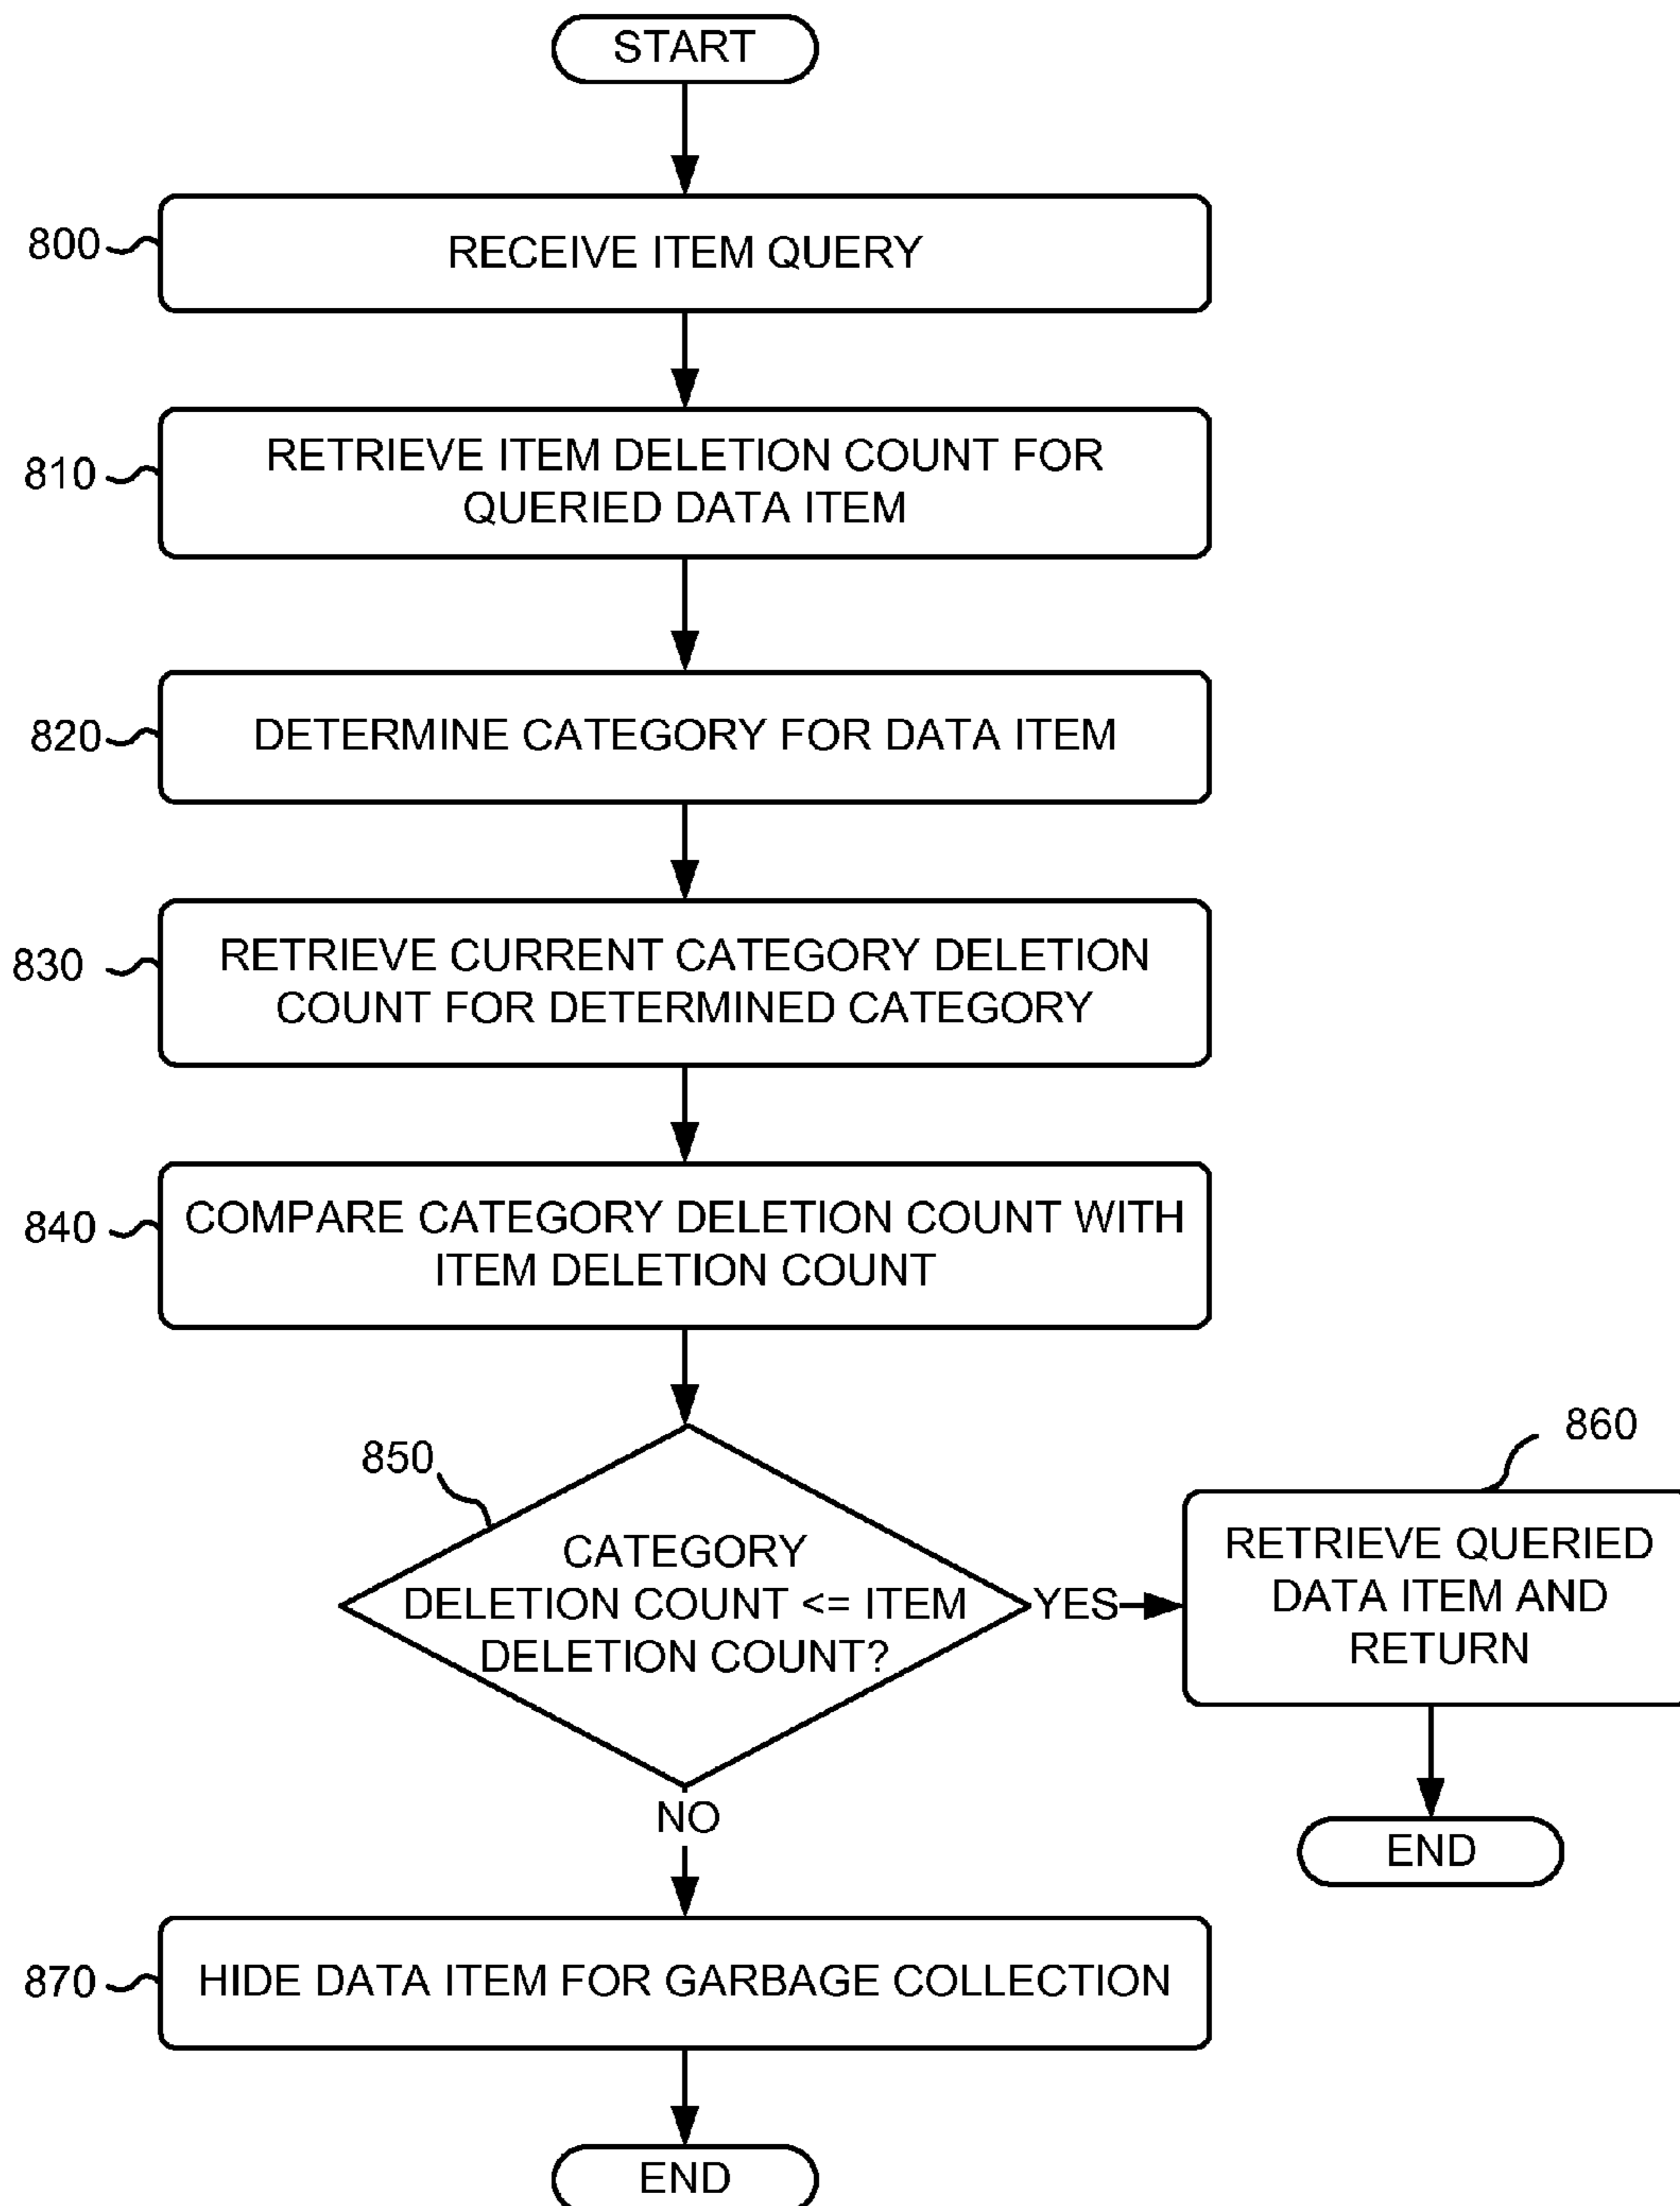 START
800
RECEIVE ITEM QUERY
810
RETRIEVE ITEM DELETION COUNT FOR
QUERIED DATA ITEM
820
DETERMINE CATEGORY FOR DATA ITEM
830
RETRIEVE CURRENT CATEGORY DELETION
COUNT FOR DETERMINED CATEGORY
840
COMPARE CATEGORY DELETION COUNT WITH
ITEM DELETION COUNT
850
CATEGORY
DELETION COUNT <= ITEM
DELETION COUNT?
YES
860
RETRIEVE QUERIED
DATA ITEM AND
RETURN
END
NO
870
HIDE DATA ITEM FOR GARBAGE COLLECTION
END